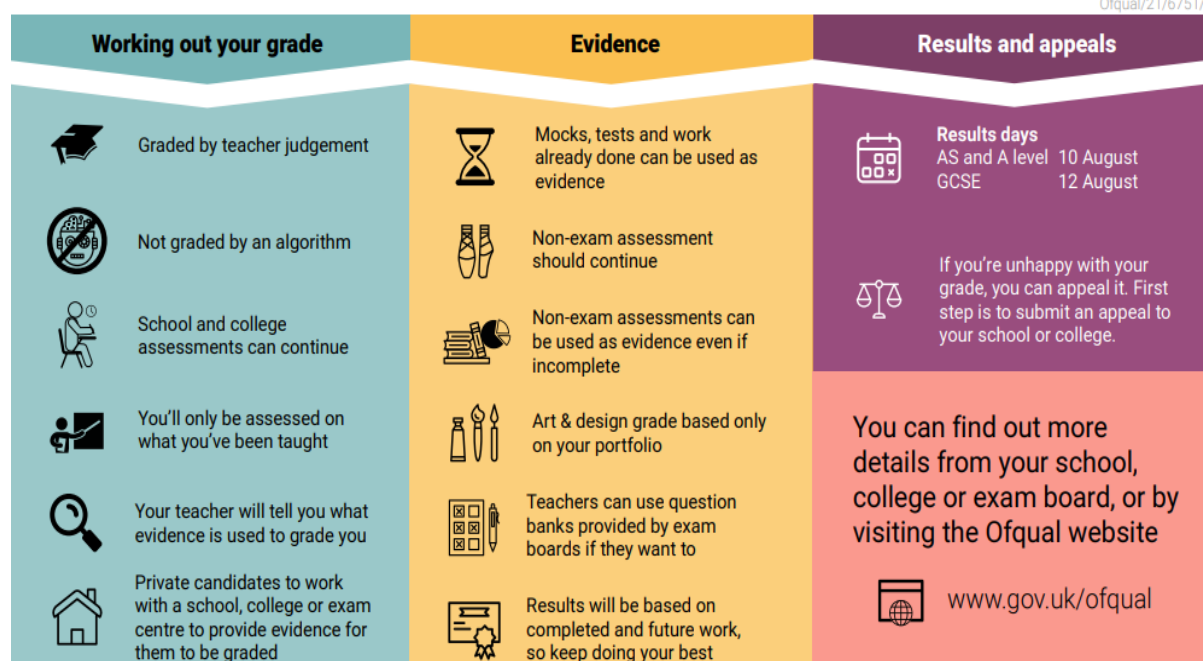 Ofqual/21/6751/
Working out your grade
Graded by teacher judgement
Not graded by an algorithm
School and college
assessments can continue
You'll only be assessed on
what you've been taught
Your teacher will tell you what
evidence is used to grade you
Private candidates to work
with a school, college or exam
centre to provide evidence for
them to be graded
Evidence
Mocks, tests and work
already done can be used as
evidence
Non-exam assessment
should continue
Non-exam assessments can
be used as evidence even if
incomplete
Art & design grade based only
on your portfolio
Teachers can use question
banks provided by exam
boards if they want to
Results will be based on
completed and future work,
so keep doing your best
Results and appeals
Results days
AS and A level 10 August
GCSE 12 August
If you're unhappy with your
grade, you can appeal it. First
step is to submit an appeal to
your school or college.
You can find out more
details from your school,
college or exam board, or by
visiting the Ofqual website
www.gov.uk/ofqual